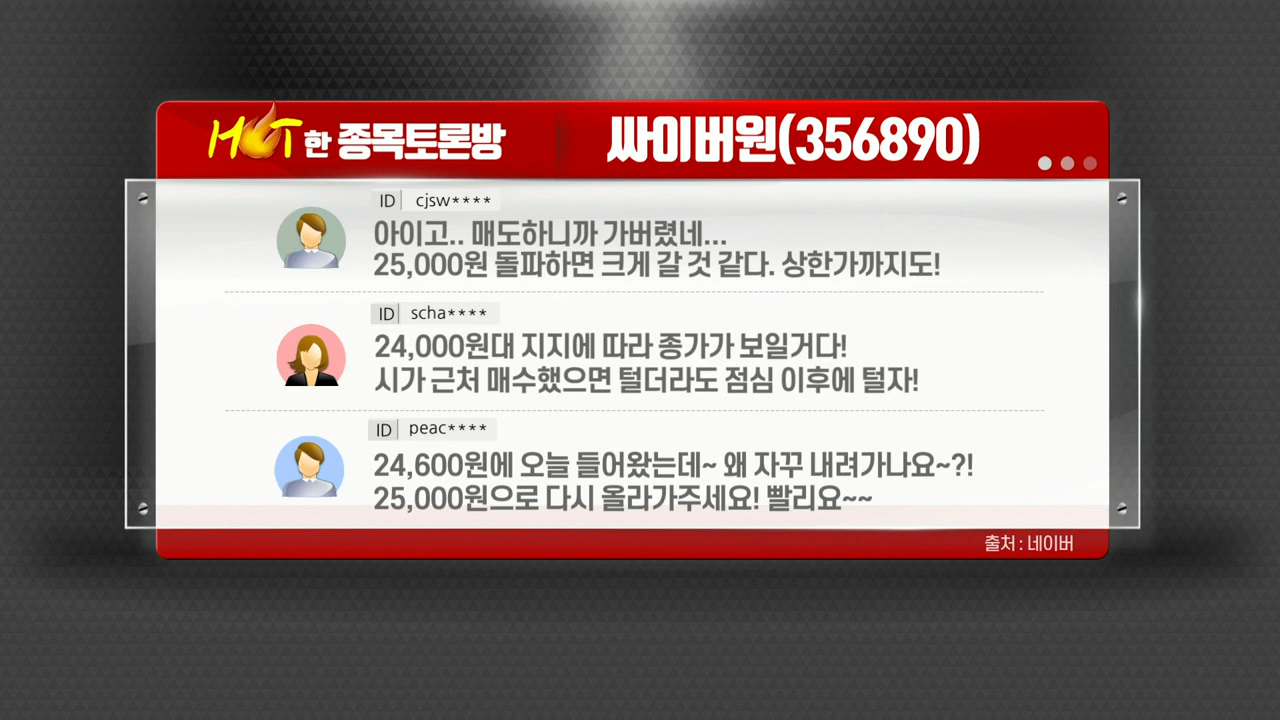 HOT한 종목토론방
싸이버원(356890)
ID cjsw****
아이고.. 매도하니까 가버렸네...
25,000원 돌파하면 크게 갈 것 같다. 상한가까지도!
ID scha****
24,000원대 지지에 따라 종가가 보일거다!
시가 근처 매수했으면 털더라도 점심 이후에 털자!
ID peac****
24,600원에 오늘 들어왔는데~ 왜 자꾸 내려가나요~?!
25,000원으로 다시 올라가주세요! 빨리요~~
출처 : 네이버